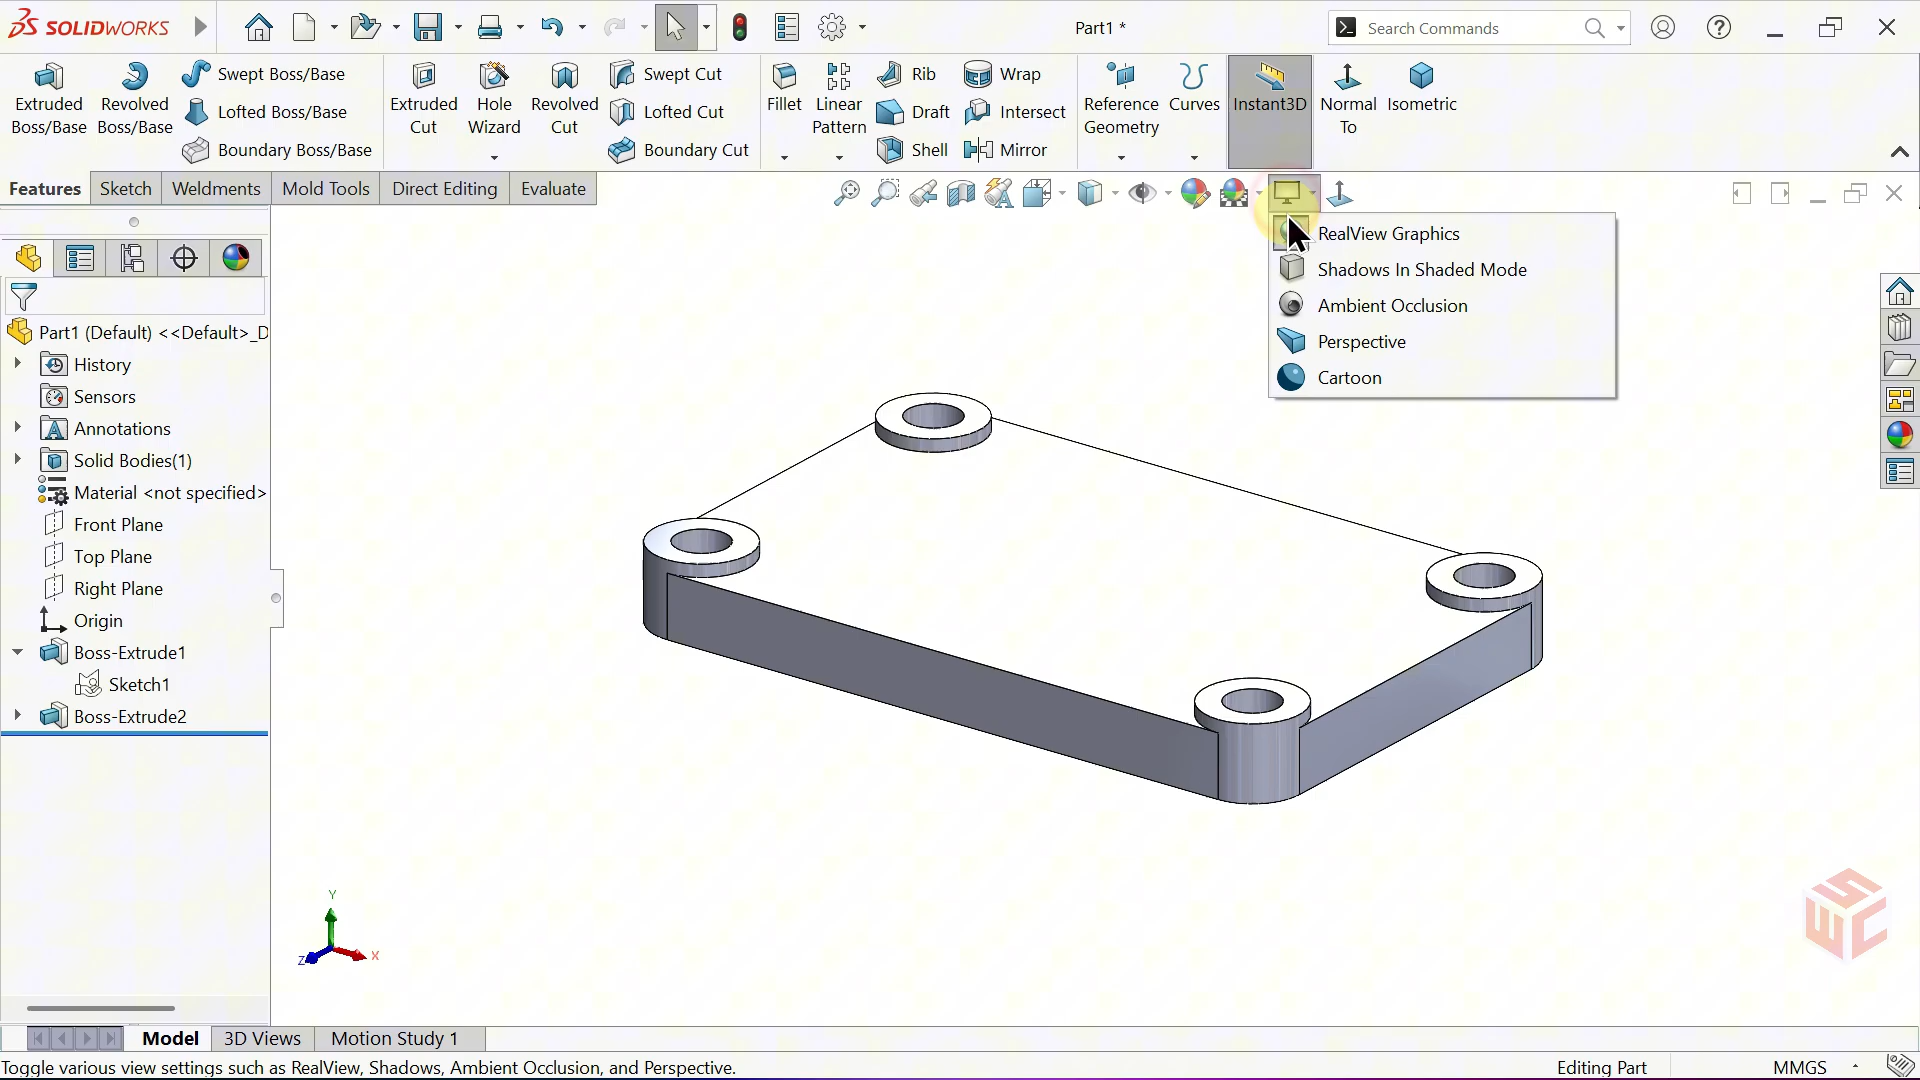 SOLIDWORKS
Part1 *
Search Commands
Extruded Boss/Base
Revolved Boss/Base
Swept Boss/Base
Lofted Boss/Base
Boundary Boss/Base
Extruded Cut
Hole Wizard
Revolved Cut
Swept Cut
Lofted Cut
Boundary Cut
Fillet
Linear Pattern
Rib
Draft
Shell
Wrap
Intersect
Mirror
Reference Geometry
Curves
Instant3D
Normal To
Isometric
Features
Sketch
Weldments
Mold Tools
Direct Editing
Evaluate
RealView Graphics
Shadows In Shaded Mode
Ambient Occlusion
Perspective
Cartoon
Part1 (Default) <<Default>_D
History
Sensors
Annotations
Solid Bodies(1)
Material <not specified>
Front Plane
Top Plane
Right Plane
Origin
Boss-Extrude1
Sketch1
Boss-Extrude2
Y
Z
X
SWC
Model
3D Views
Motion Study 1
Toggle various view settings such as RealView, Shadows, Ambient Occlusion, and Perspective.
Editing Part
MMGS